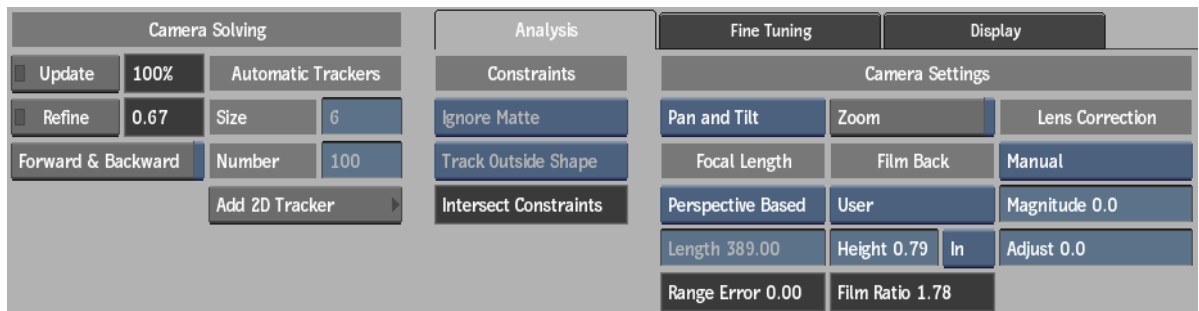 Camera Solving
Analysis
Fine Tuning
Display
Update
100%
Automatic Trackers
Constraints
Camera Settings
Refine
0.67
Size
6
Ignore Matte
Pan and Tilt
Zoom
Lens Correction
Forward & Backward
Number
100
Track Outside Shape
Focal Length
Film Back
Manual
Add 2D Tracker
Intersect Constraints
Perspective Based
User
Magnitude 0.0
Length 389.00
Height 0.79
In
Adjust 0.0
Range Error 0.00
Film Ratio 1.78